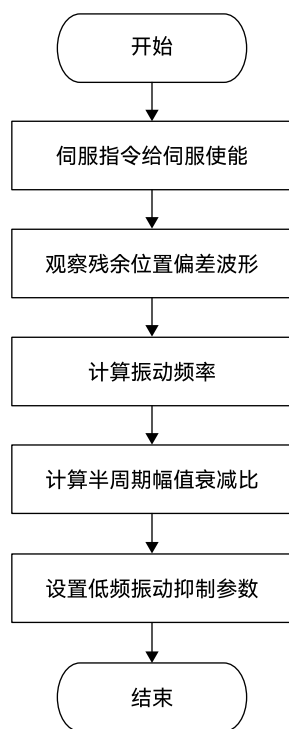 开始
伺服指令给伺服使能
观察残余位置偏差波形
计算振动频率
计算半周期幅值衰减比
设置低频振动抑制参数
结束